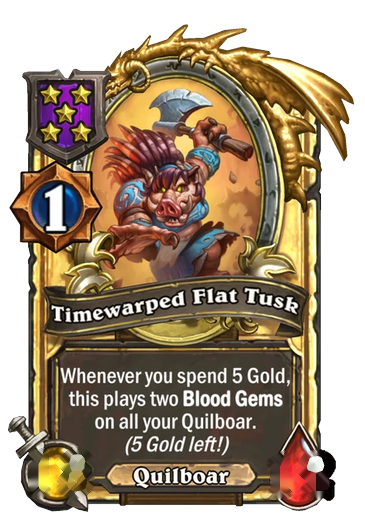 1
Timewarped Flat Tusk
Whenever you spend 5 Gold,
this plays two Blood Gems
on all your Quilboar.
(5 Gold left!)
Quilboar